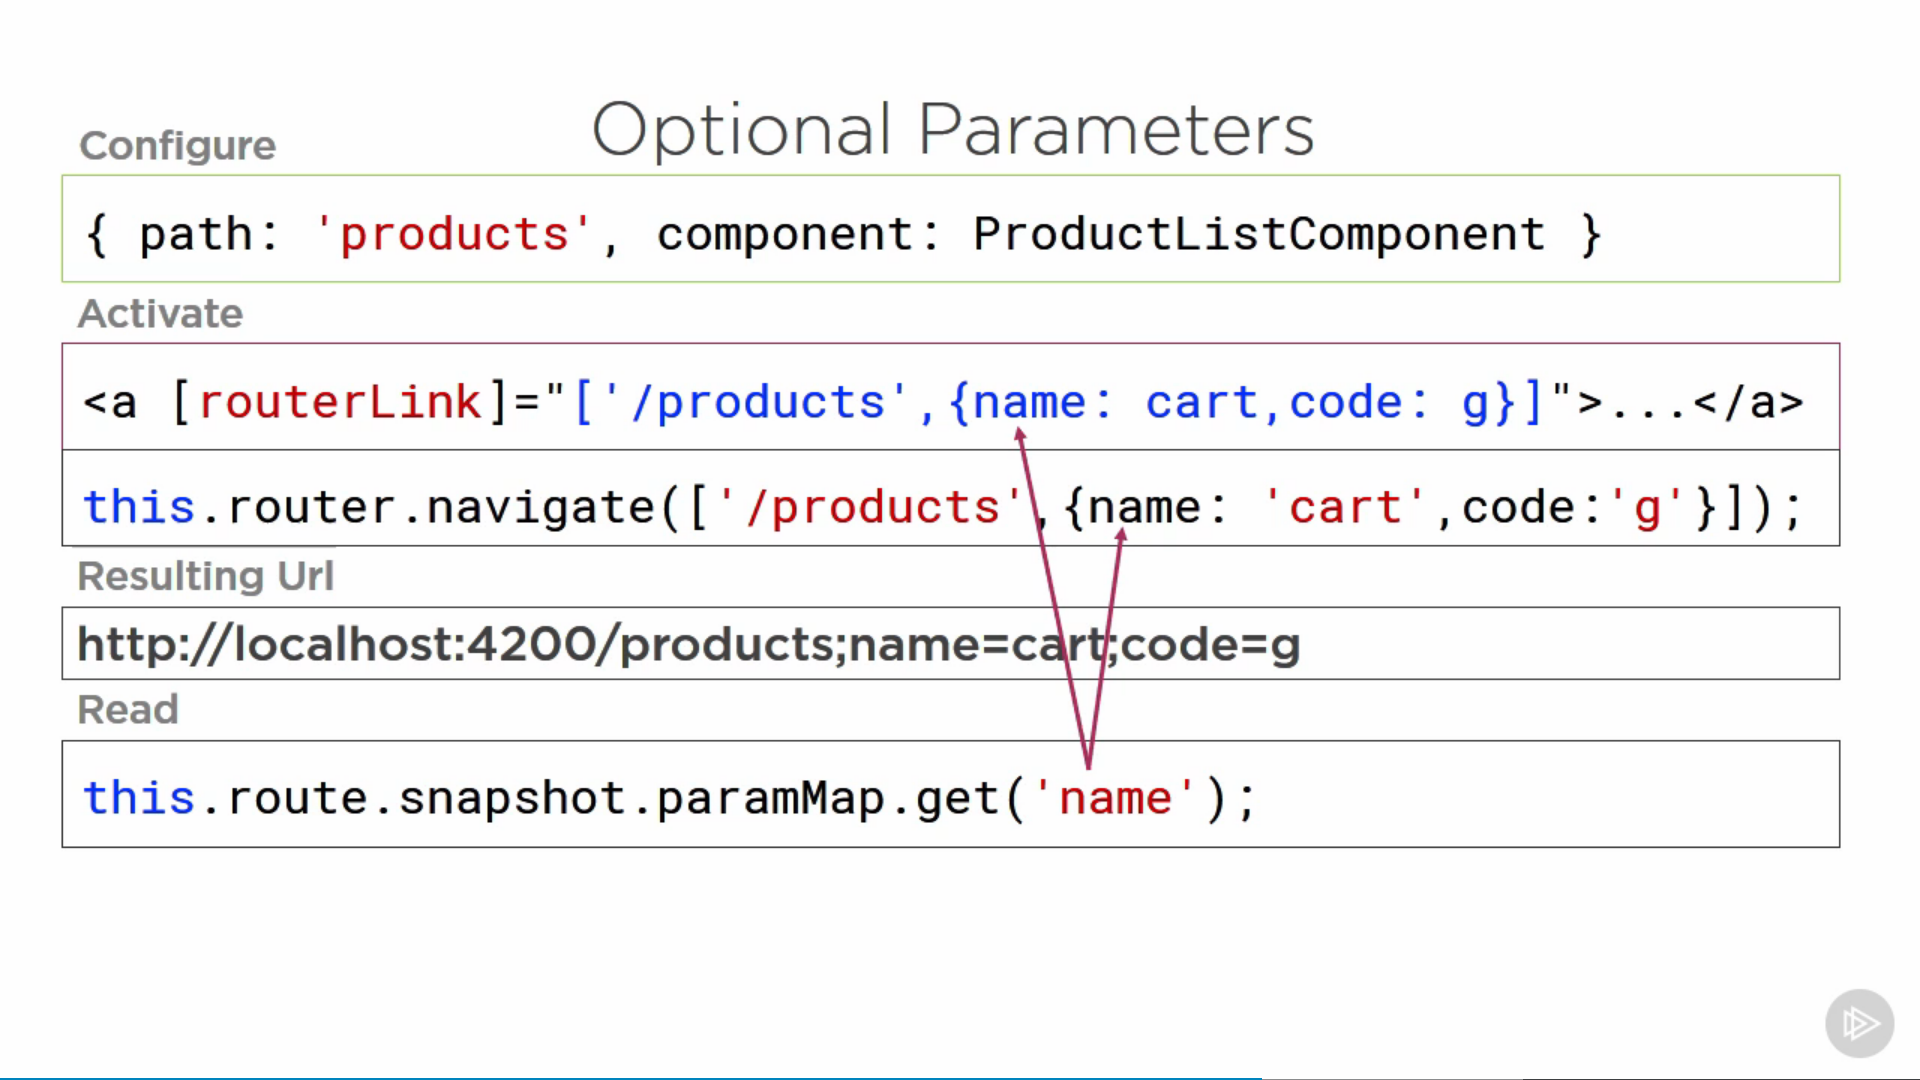 Optional Parameters
Configure
{ path: 'products', component: ProductListComponent }
Activate
<a [routerLink]="['/products',{name: cart,code: g}]">...</a>
this.router.navigate(['/products',{name: 'cart',code:'g'}]);
Resulting Url
http://localhost:4200/products;name=cart;code=g
Read
this.route.snapshot.paramMap.get('name');